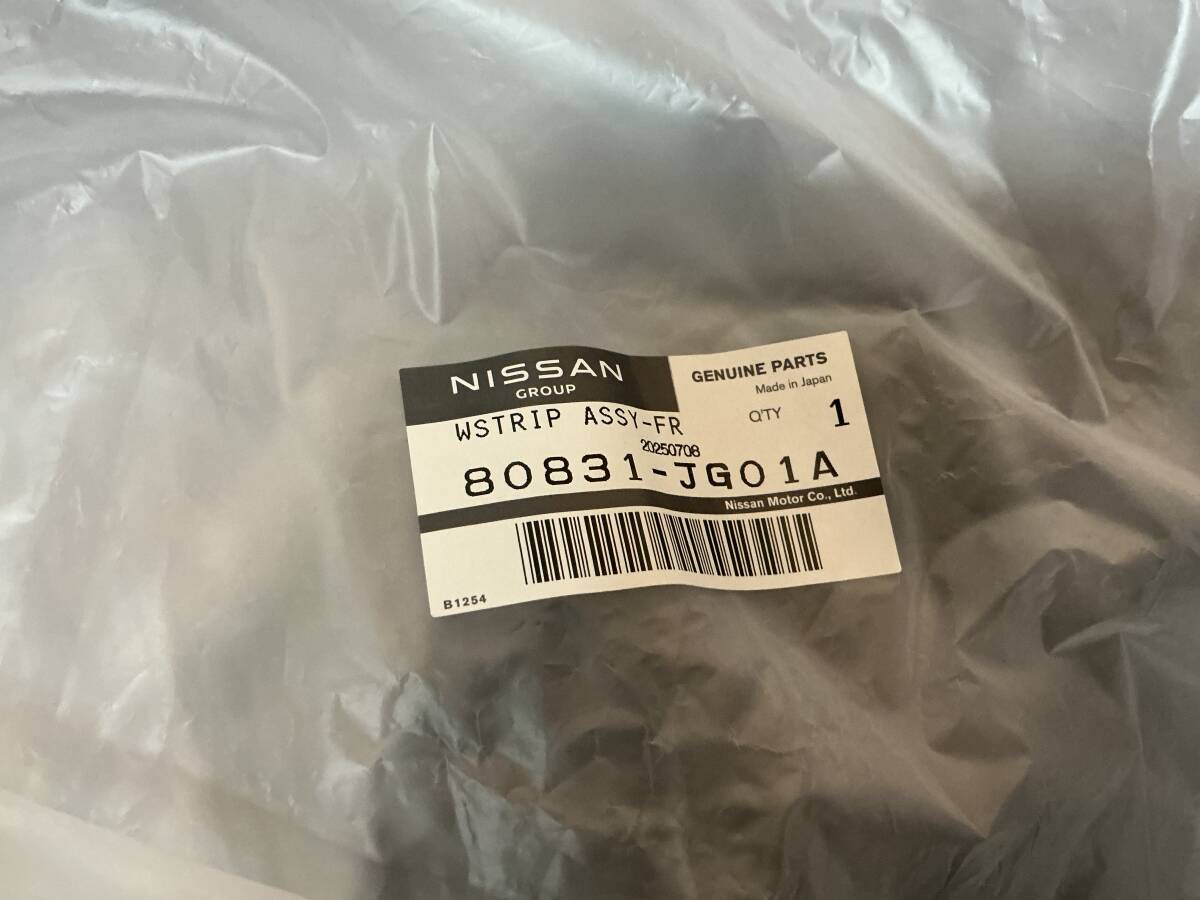 NISSAN
GROUP
GENUINE PARTS
Made in Japan
WSTRIP ASSY-FR
Q'TY 1
20250708
80831-JG01A
Nissan Motor Co., Ltd.
B1254